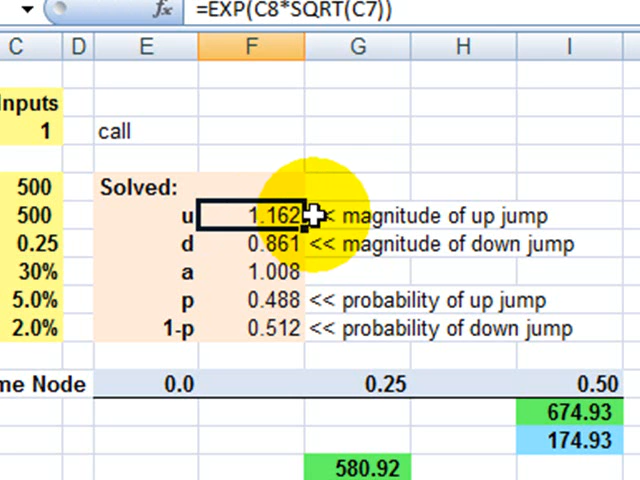 fx =EXP(C8*SQRT(C7))
C D E F G H I
Inputs
1 call
500 Solved:
500 u 1.162 < magnitude of up jump
0.25 d 0.861 << magnitude of down jump
30% a 1.008
5.0% p 0.488 << probability of up jump
2.0% 1-p 0.512 << probability of down jump
me Node 0.0 0.25 0.50
674.93
174.93
580.92